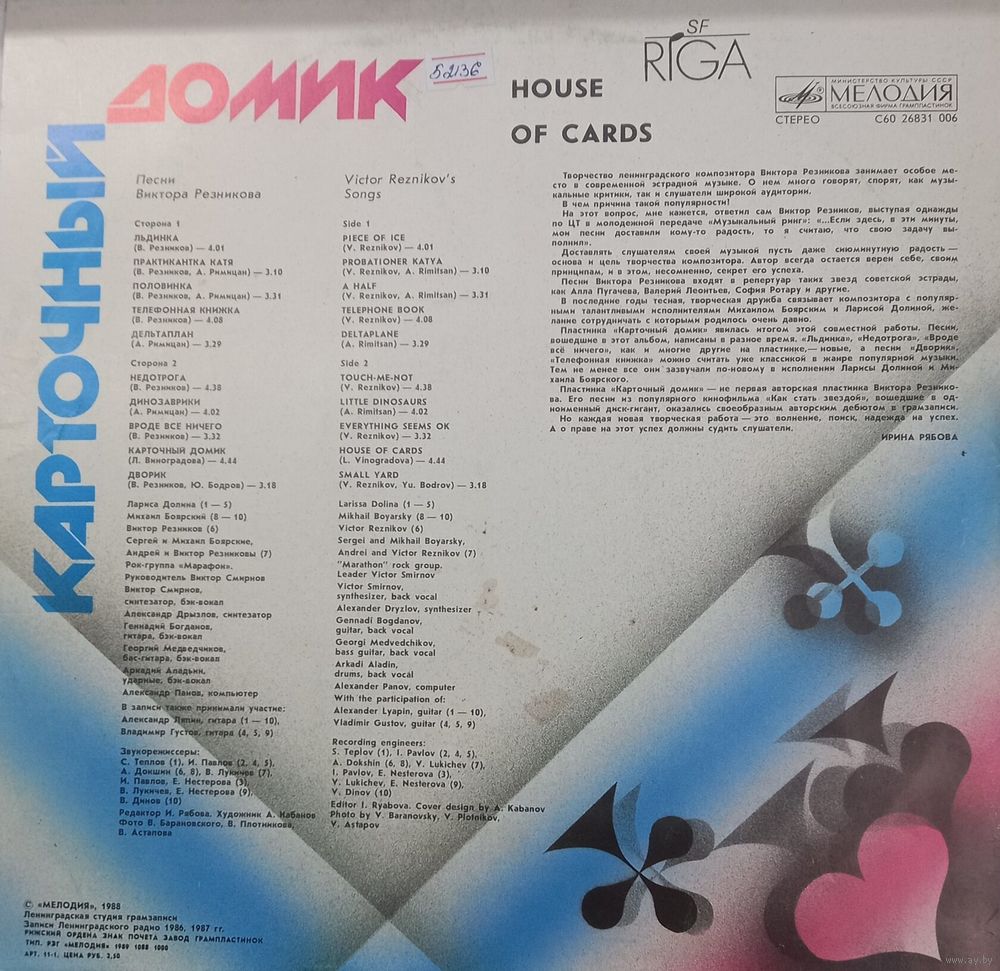 КАРТОЧНЫЙ
ДОМИК
52136
HOUSE
OF CARDS
SF
RIGA
МИНИСТЕРСТВО КУЛЬТУРЫ СССР
МЕЛОДИЯ
ВСЕСОЮЗНАЯ ФИРМА ГРАМПЛАСТИНОК
СТЕРЕО С60 26831 006
Песни
Виктора Резникова
Сторона 1
ЛЬДИНКА
(В. Резников) — 4.01
ПРАКТИКАНТКА КАТЯ
(В. Резников, А. Римицан) — 3.10
ПОЛОВИНКА
(В. Резников, А. Римицан) — 3.31
ТЕЛЕФОННАЯ КНИЖКА
(В. Резников) — 4.08
ДЕЛЬТАПЛАН
(А. Римицан) — 3.29
Сторона 2
НЕДОТРОГА
(В. Резников) — 4.38
ДИНОЗАВРИКИ
(А. Римицан) — 4.02
ВРОДЕ ВСЕ НИЧЕГО
(В. Резников) — 3.32
КАРТОЧНЫЙ ДОМИК
(Л. Виноградова) — 4.44
ДВОРИК
(В. Резников, Ю. Бодров) — 3.18
Лариса Долина (1 — 5)
Михаил Боярский (8 — 10)
Виктор Резников (6)
Сергей и Михаил Боярские,
Андрей и Виктор Резниковы (7)
Рок-группа «Марафон».
Руководитель Виктор Смирнов
Виктор Смирнов,
синтезатор, бэк-вокал
Александр Дрызлов, синтезатор
Геннадий Богданов,
гитара, бэк-вокал
Георгий Медведчиков,
бас-гитара, бэк-вокал
Аркадий Аладьин,
ударные, бэк-вокал
Александр Панов, компьютер
В записи также принимали участие:
Александр Ляпин, гитара (1 — 10),
Владимир Густов, гитара (4, 5, 9)
Звукорежиссеры:
С. Теплов (1), И. Павлов (2, 4, 5),
А. Докшин (6, 8), В. Лукичев (7),
И. Павлов, Е. Нестерова (3),
В. Лукичев, Е. Нестерова (9),
В. Динов (10)
Редактор И. Рябова. Художник А. Кабанов
Фото В. Барановского, В. Плотникова,
В. Астапова
Victor Reznikov's
Songs
Side 1
PIECE OF ICE
(V. Reznikov) — 4.01
PROBATIONER KATYA
(V. Reznikov, A. Rimitsan) — 3.10
A HALF
(V. Reznikov, A. Rimitsan) — 3.31
TELEPHONE BOOK
(V. Reznikov) — 4.08
DELTAPLANE
(A. Rimitsan) — 3.29
Side 2
TOUCH-ME-NOT
(V. Reznikov) — 4.38
LITTLE DINOSAURS
(A. Rimitsan) — 4.02
EVERYTHING SEEMS OK
(V. Reznikov) — 3.32
HOUSE OF CARDS
(L. Vinogradova) — 4.44
SMALL YARD
(V. Reznikov, Yu. Bodrov) — 3.18
Larissa Dolina (1 — 5)
Mikhail Boyarsky (8 — 10)
Victor Reznikov (6)
Sergei and Mikhail Boyarsky,
Andrei and Victor Reznikov (7)
"Marathon" rock group.
Leader Victor Smirnov
Victor Smirnov,
synthesizer, back vocal
Alexander Dryzlov, synthesizer
Gennadi Bogdanov,
guitar, back vocal
Georgi Medvedchikov,
bass guitar, back vocal
Arkadi Aladin,
drums, back vocal
Alexander Panov, computer
With the participation of:
Alexander Lyapin, guitar (1 — 10),
Vladimir Gustov, guitar (4, 5, 9)
Recording engineers:
S. Teplov (1), I. Pavlov (2, 4, 5),
A. Dokshin (6, 8), V. Lukichev (7),
I. Pavlov, E. Nesterova (3),
V. Lukichev, E. Nesterova (9),
V. Dinov (10)
Editor I. Ryabova. Cover design by A. Kabanov
Photo by V. Baranovsky, V. Plotnikov,
V. Astapov
Творчество ленинградского композитора Виктора Резникова занимает особое ме-
сто в современной эстрадной музыке. О нем много говорят, спорят, как музы-
кальные критики, так и слушатели широкой аудитории.
В чем причина такой популярности!
На этот вопрос, мне кажется, ответил сам Виктор Резников, выступая однажды
по ЦТ в молодежной передаче «Музыкальный ринг»: «...Если здесь, в эти минуты,
мои песни доставили кому-то радость, то я считаю, что свою задачу вы-
полнил».
Доставлять слушателям своей музыкой пусть даже сиюминутную радость —
основа и цель творчества композитора. Автор всегда остается верен себе, своим
принципам, и в этом, несомненно, секрет его успеха.
Песни Виктора Резникова входят в репертуар таких звезд советской эстрады,
как Алла Пугачева, Валерий Леонтьев, София Ротару и другие.
В последние годы тесная, творческая дружба связывает композитора с популяр-
ными талантливыми исполнителями Михаилом Боярским и Ларисой Долиной, же-
лание сотрудничать с которыми родилось очень давно.
Пластинка «Карточный домик» явилась итогом этой совместной работы. Песни,
вошедшие в этот альбом, написаны в разное время. «Льдинка», «Недотрога», «Вроде
всё ничего», как и многие другие на пластинке,— новые, а песни «Дворик»,
«Телефонная книжка» можно считать уже классикой в жанре популярной музыки.
Тем не менее все они зазвучали по-новому в исполнении Ларисы Долиной и Ми-
хаила Боярского.
Пластинка «Карточный домик» — не первая авторская пластинка Виктора Резнико-
ва. Его песни из популярного кинофильма «Как стать звездой», вошедшие в од-
ноименный диск-гигант, оказались своеобразным авторским дебютом в грамзаписи.
Но каждая новая творческая работа — это волнение, поиск, надежда на успех.
А о праве на этот успех должны судить слушатели.
ИРИНА РЯБОВА
© «МЕЛОДИЯ», 1988
Ленинградская студия грамзаписи
Записи Ленинградского радио 1986, 1987 гг.
РИЖСКИЙ ОРДЕНА ЗНАК ПОЧЕТА ЗАВОД ГРАМПЛАСТИНОК
ТИП. РЗГ «МЕЛОДИЯ» 1989 1088 1000
АРТ. 11-1. ЦЕНА РУБ. 2,50
www.ay.by